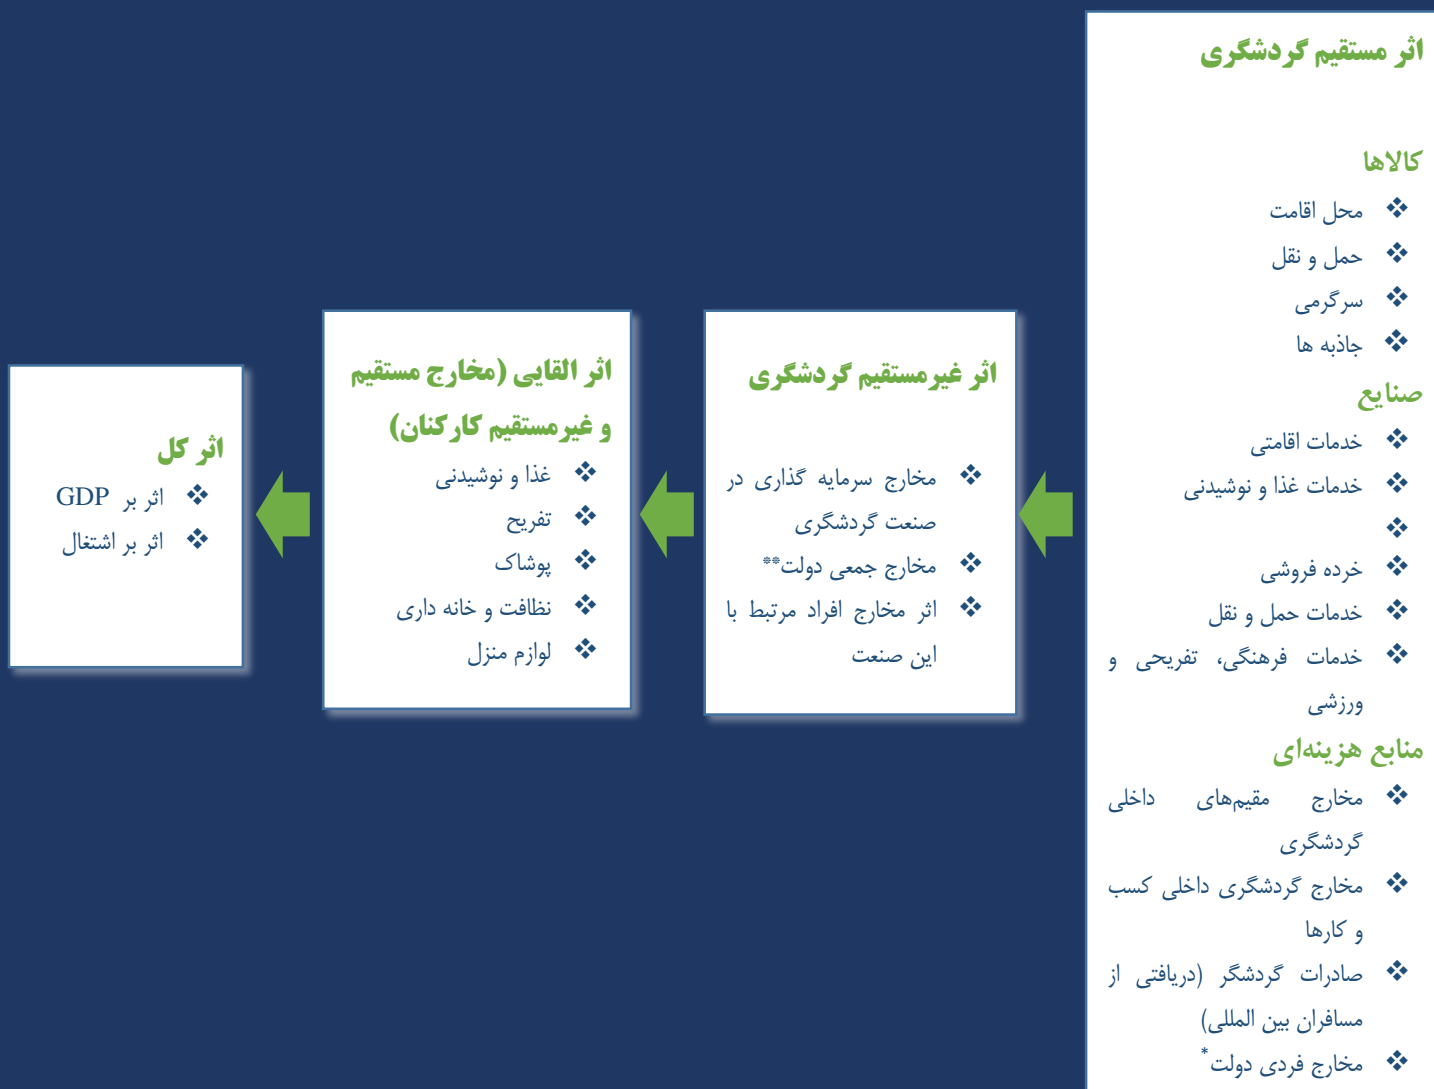 اثر مستقیم گردشگری
کالاها
❖ محل اقامت
❖ حمل و نقل
❖ سرگرمی
❖ جاذبه ها
صنایع
❖ خدمات اقامتی
❖ خدمات غذا و نوشیدنی
❖
❖ خرده فروشی
❖ خدمات حمل و نقل
❖ خدمات فرهنگی، تفریحی و
ورزشی
منابع هزینه‌ای
❖ مخارج مقیم‌های داخلی
گردشگری
❖ مخارج گردشگری داخلی کسب
و کارها
❖ صادرات گردشگر (دریافتی از
مسافران بین المللی)
❖ مخارج فردی دولت*
اثر غیرمستقیم گردشگری
❖ مخارج سرمایه گذاری در
صنعت گردشگری
❖ مخارج جمعی دولت**
❖ اثر مخارج افراد مرتبط با
این صنعت
اثر القایی (مخارج مستقیم
و غیرمستقیم کارکنان)
❖ غذا و نوشیدنی
❖ تفریح
❖ پوشاک
❖ نظافت و خانه داری
❖ لوازم منزل
اثر کل
❖ اثر بر GDP
❖ اثر بر اشتغال